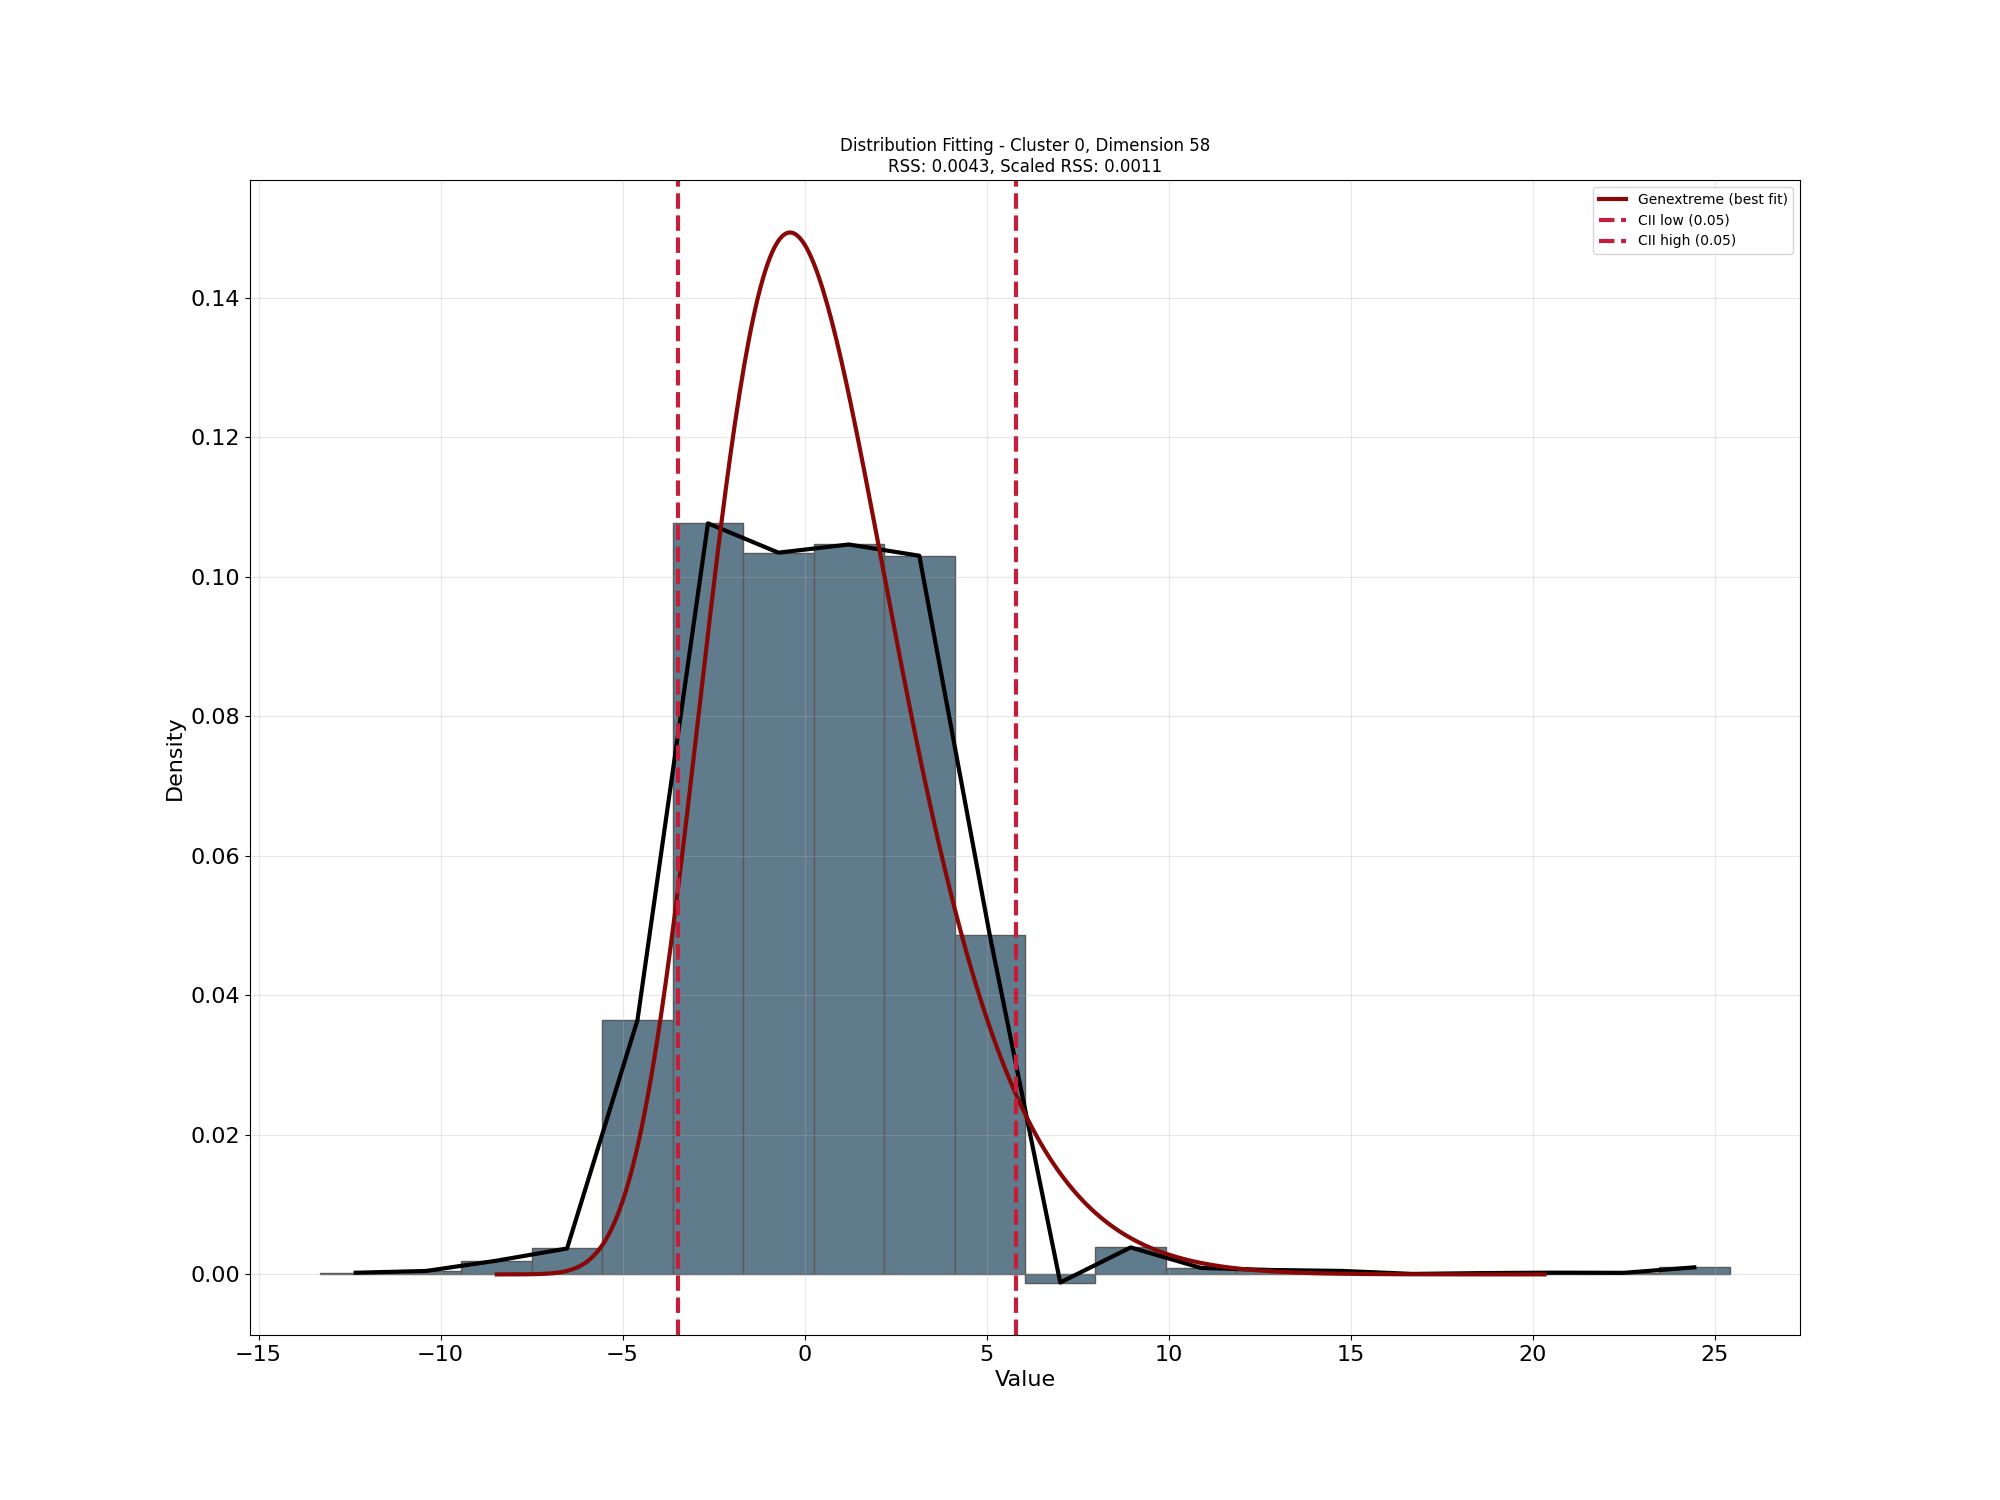 Distribution Fitting - Cluster 0, Dimension 58
RSS: 0.0043, Scaled RSS: 0.0011
Genextreme (best fit)
CII low (0.05)
CII high (0.05)
Density
0.14
0.12
0.10
0.08
0.06
0.04
0.02
0.00
−15 −10 −5 0 5 10 15 20 25
Value